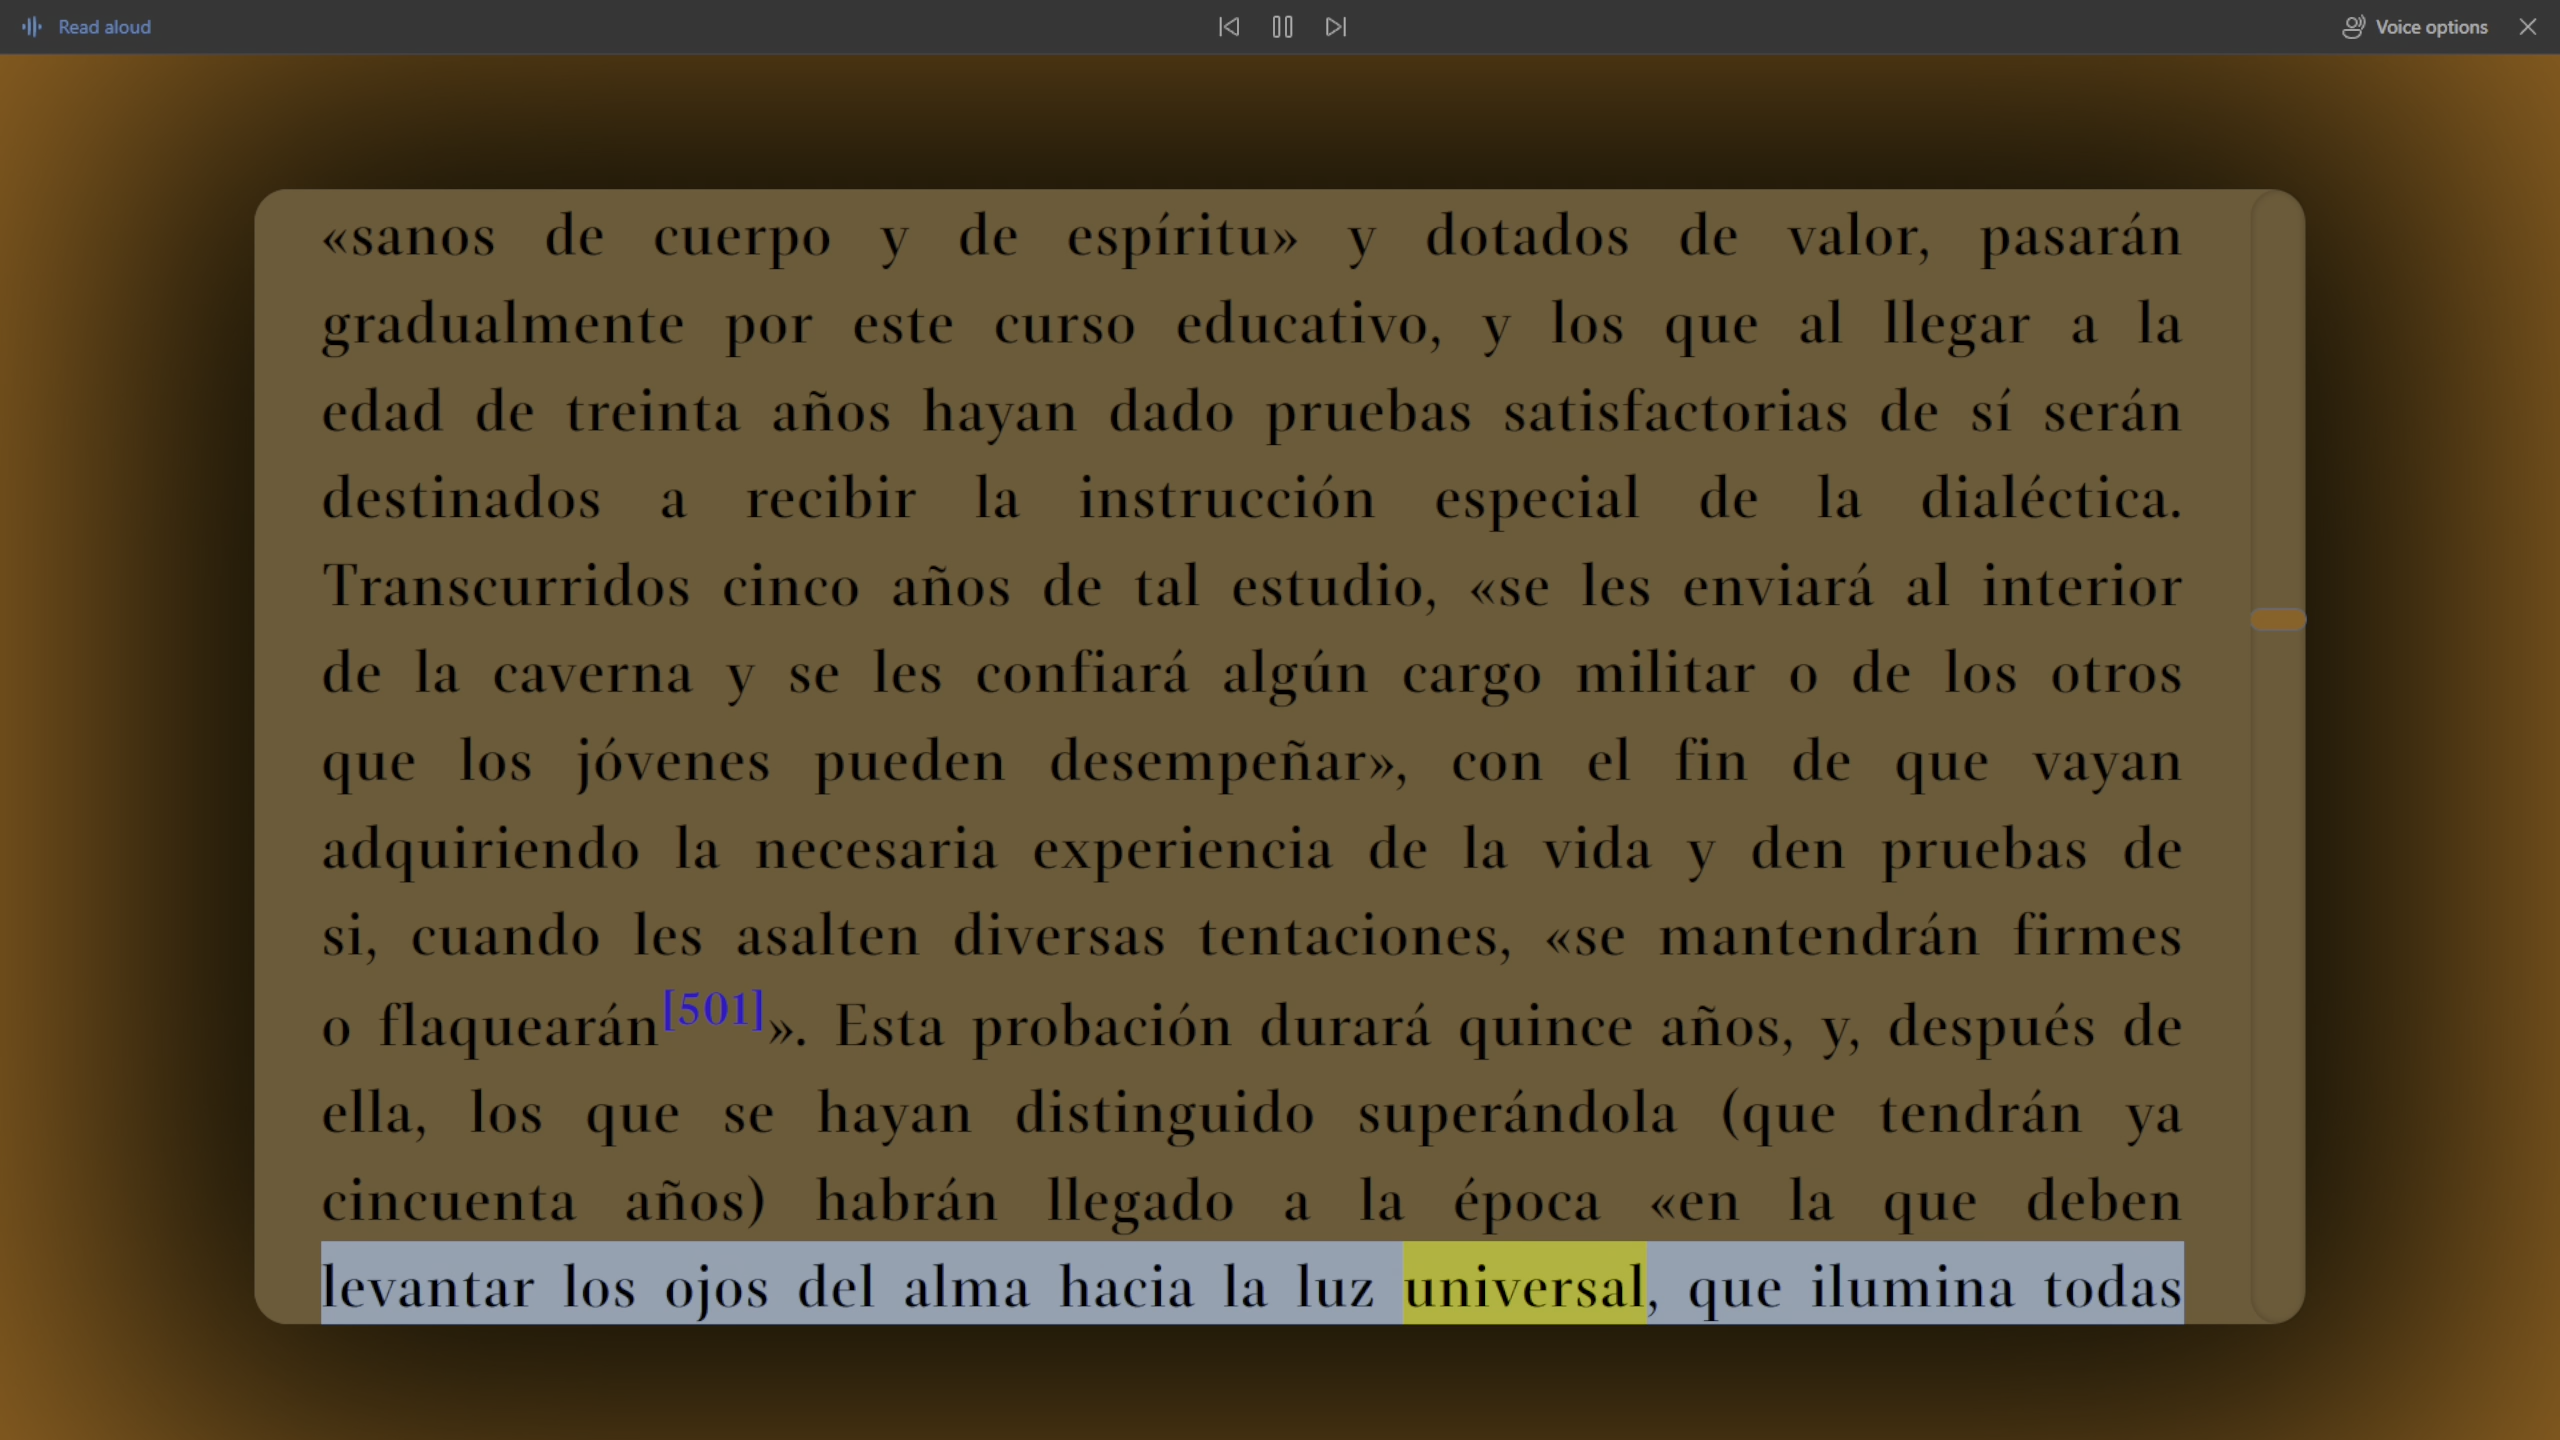 Read aloud
Voice options
«sanos de cuerpo y de espíritu» y dotados de valor, pasarán
gradualmente por este curso educativo, y los que al llegar a la
edad de treinta años hayan dado pruebas satisfactorias de sí serán
destinados a recibir la instrucción especial de la dialéctica.
Transcurridos cinco años de tal estudio, «se les enviará al interior
de la caverna y se les confiará algún cargo militar o de los otros
que los jóvenes pueden desempeñar», con el fin de que vayan
adquiriendo la necesaria experiencia de la vida y den pruebas de
si, cuando les asalten diversas tentaciones, «se mantendrán firmes
o flaquearán[501]». Esta probación durará quince años, y, después de
ella, los que se hayan distinguido superándola (que tendrán ya
cincuenta años) habrán llegado a la época «en la que deben
levantar los ojos del alma hacia la luz universal, que ilumina todas